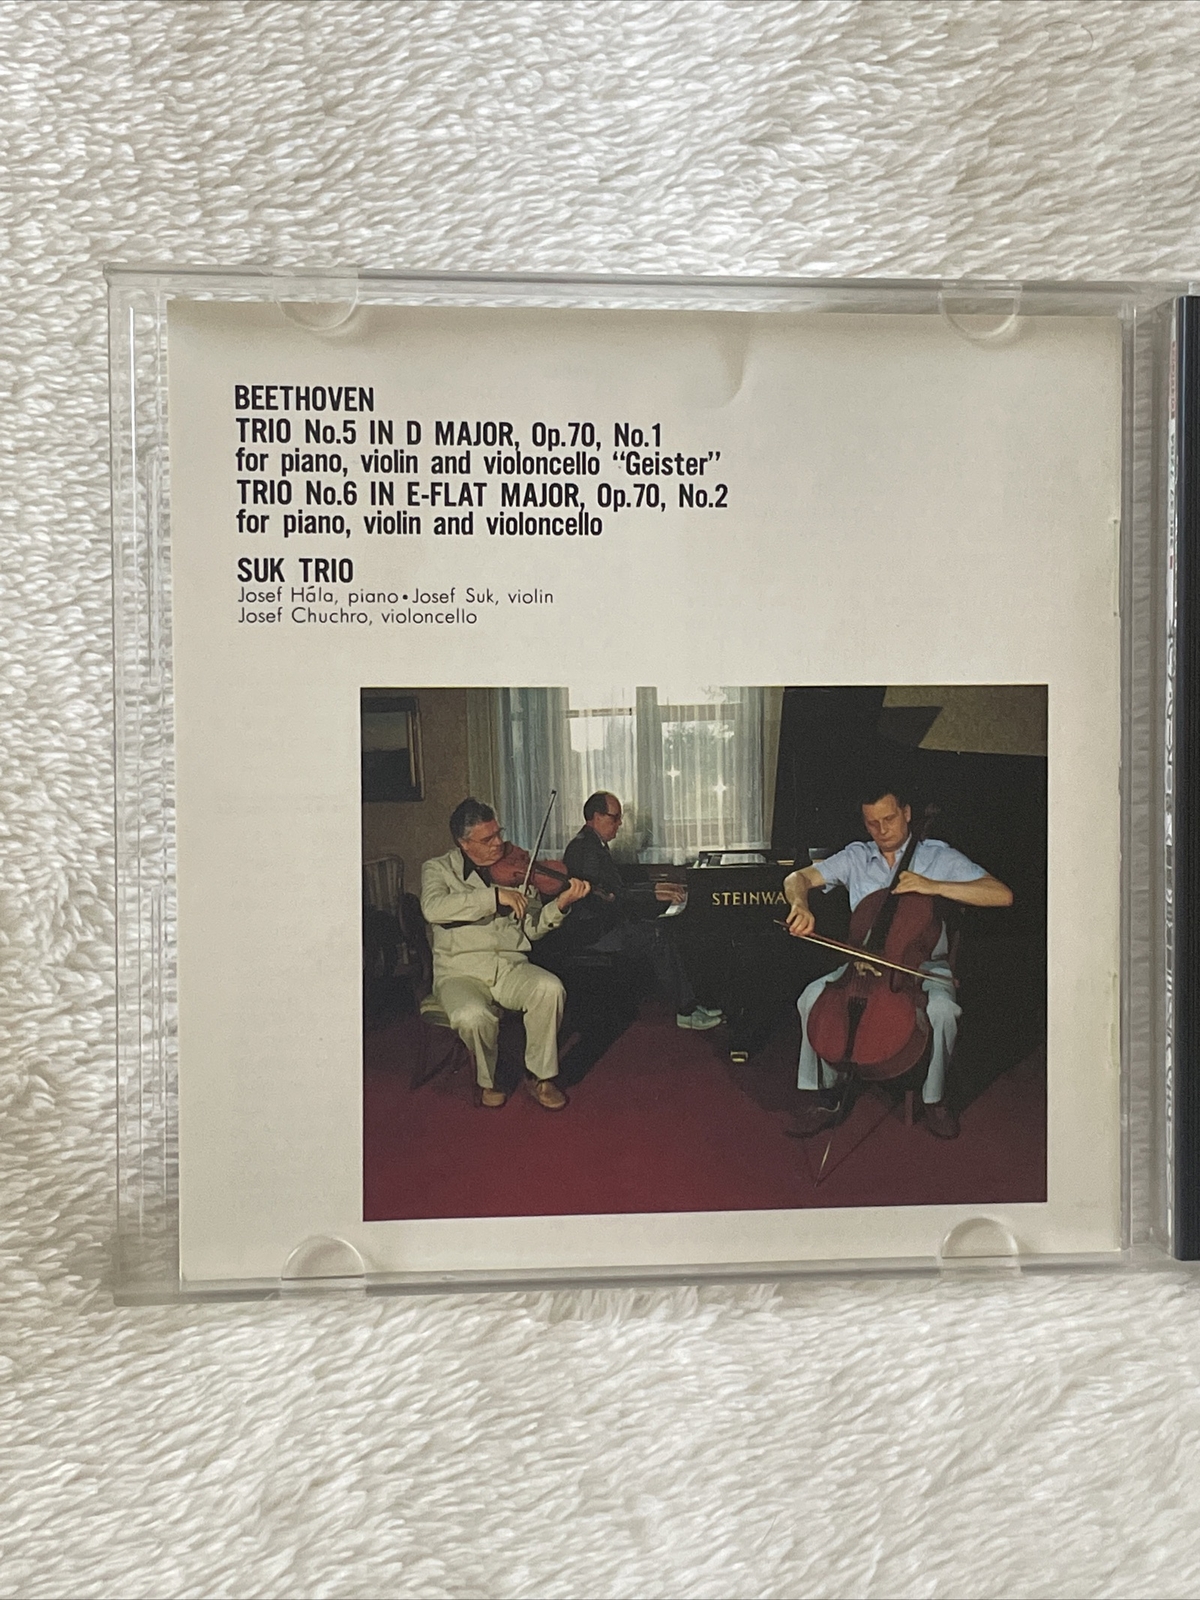 BEETHOVEN
TRIO No.5 IN D MAJOR, Op.70, No.1
for piano, violin and violoncello “Geister”
TRIO No.6 IN E-FLAT MAJOR, Op.70, No.2
for piano, violin and violoncello
SUK TRIO
Josef Hála, piano•Josef Suk, violin
Josef Chuchro, violoncello
STEINWA